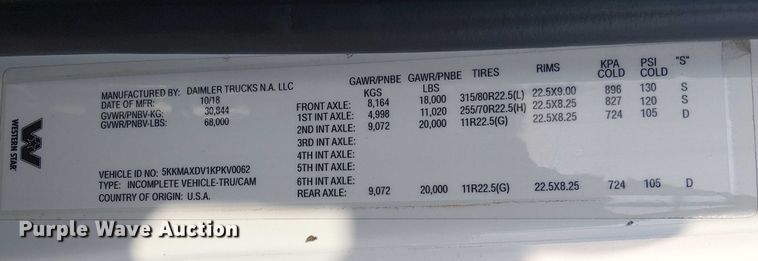 GAWR/PNBE GAWR/PNBE TIRES RIMS KPA PSI "S"
KGS LBS COLD COLD
MANUFACTURED BY: DAIMLER TRUCKS N.A. LLC
DATE OF MFR: 10/18
GVWR/PNBV-KG: 30,844
GVWR/PNBV-LBS: 68,000
FRONT AXLE: 8,164 18,000 315/80R22.5(L) 22.5X9.00 896 130 S
1ST INT AXLE: 4,998 11,020 255/70R22.5(H) 22.5X8.25 827 120 S
2ND INT AXLE: 9,072 20,000 11R22.5(G) 22.5X8.25 724 105 D
3RD INT AXLE:
4TH INT AXLE:
5TH INT AXLE:
6TH INT AXLE:
REAR AXLE: 9,072 20,000 11R22.5(G) 22.5X8.25 724 105 D
VEHICLE ID NO: 5KKMAXDV1KPKV0062
TYPE: INCOMPLETE VEHICLE-TRU/CAM
COUNTRY OF ORIGIN: U.S.A.
WESTERN STAR
Purple Wave Auction
Purple Wave Auction